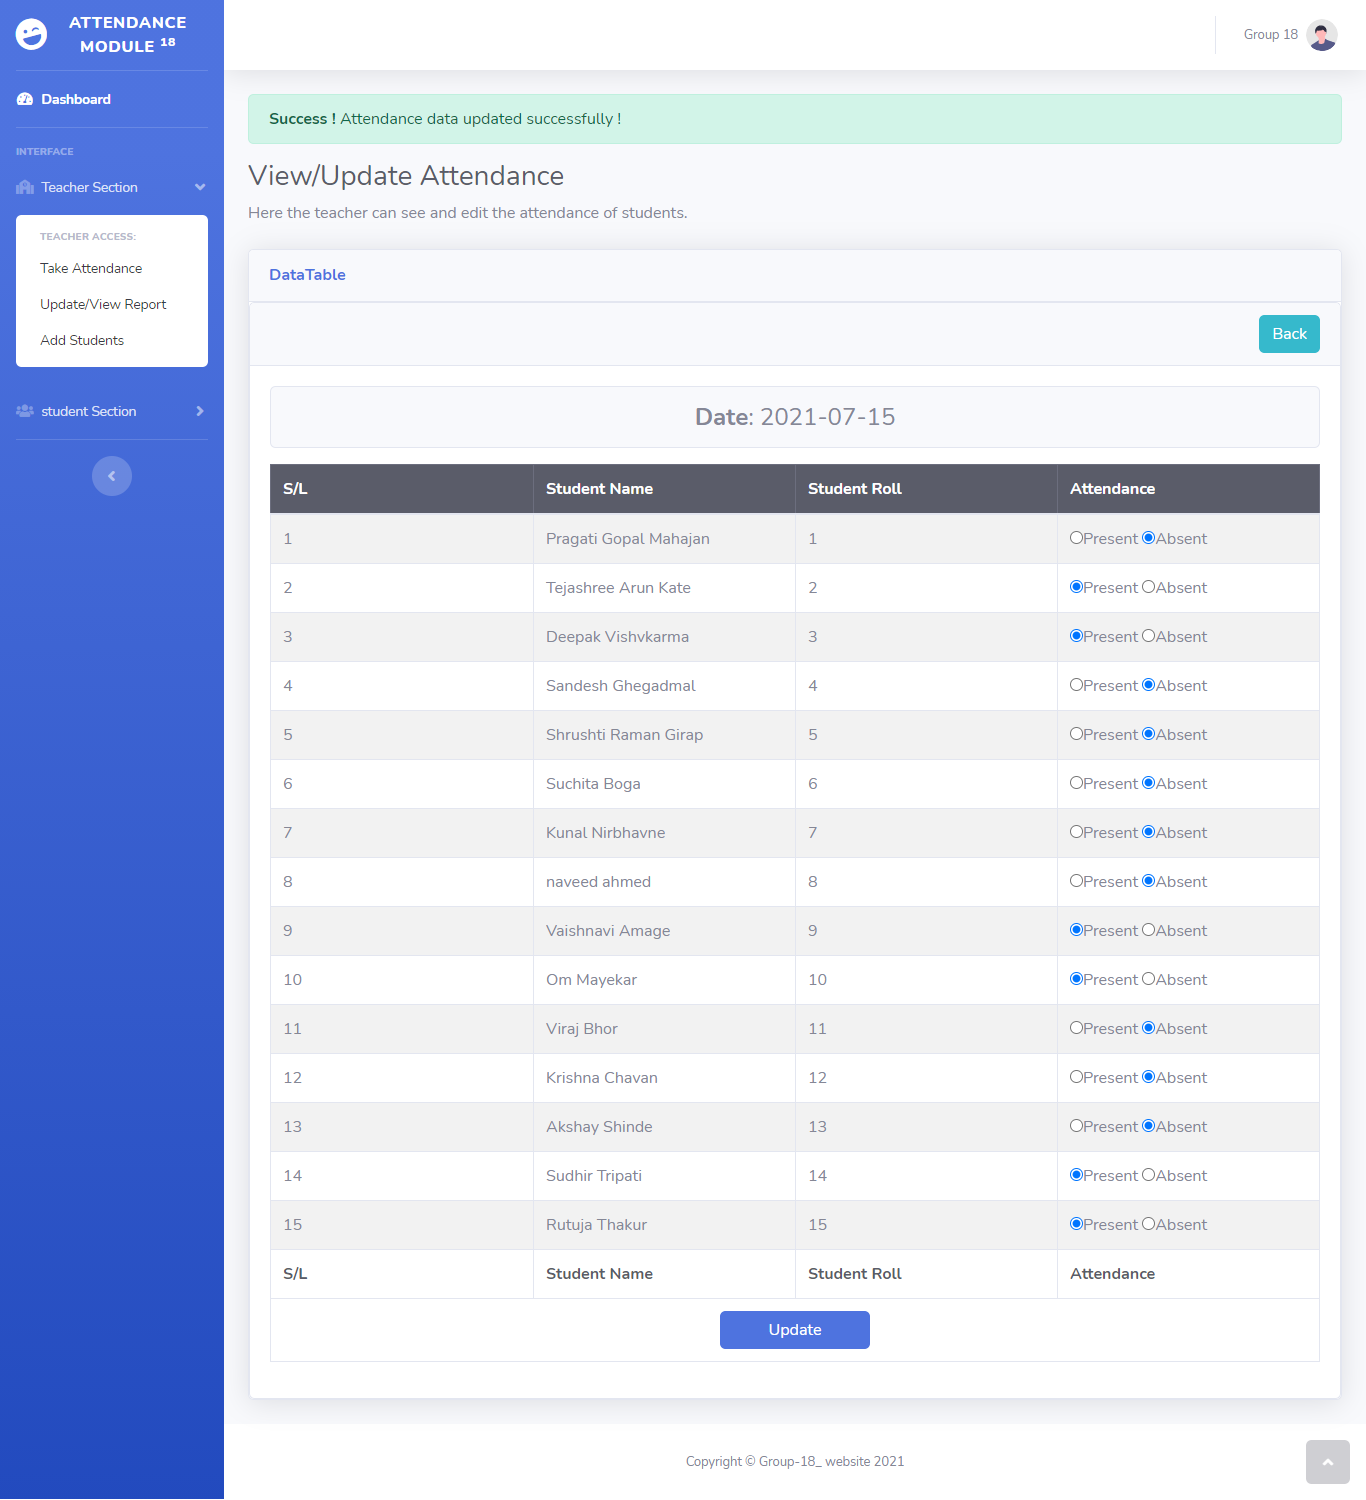 ATTENDANCE
MODULE 18
Dashboard
INTERFACE
Teacher Section
TEACHER ACCESS:
Take Attendance
Update/View Report
Add Students
student Section
Group 18
Success ! Attendance data updated successfully !
View/Update Attendance
Here the teacher can see and edit the attendance of students.
DataTable
Back
Date: 2021-07-15
S/L Student Name Student Roll Attendance
1 Pragati Gopal Mahajan 1 Present Absent
2 Tejashree Arun Kate 2 Present Absent
3 Deepak Vishvkarma 3 Present Absent
4 Sandesh Ghegadmal 4 Present Absent
5 Shrushti Raman Girap 5 Present Absent
6 Suchita Boga 6 Present Absent
7 Kunal Nirbhavne 7 Present Absent
8 naveed ahmed 8 Present Absent
9 Vaishnavi Amage 9 Present Absent
10 Om Mayekar 10 Present Absent
11 Viraj Bhor 11 Present Absent
12 Krishna Chavan 12 Present Absent
13 Akshay Shinde 13 Present Absent
14 Sudhir Tripati 14 Present Absent
15 Rutuja Thakur 15 Present Absent
S/L Student Name Student Roll Attendance
Update
Copyright © Group-18_ website 2021